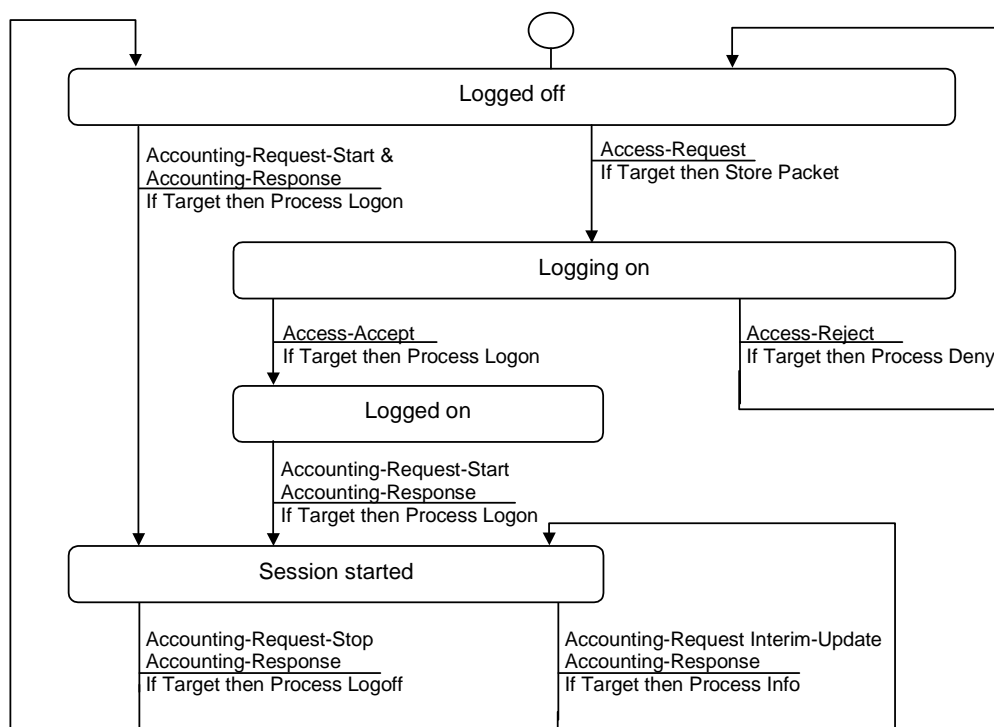 Logged off
Accounting-Request-Start &
Accounting-Response
If Target then Process Logon
Access-Request
If Target then Store Packet
Logging on
Access-Accept
If Target then Process Logon
Access-Reject
If Target then Process Deny
Logged on
Accounting-Request-Start
Accounting-Response
If Target then Process Logon
Session started
Accounting-Request-Stop
Accounting-Response
If Target then Process Logoff
Accounting-Request Interim-Update
Accounting-Response
If Target then Process Info